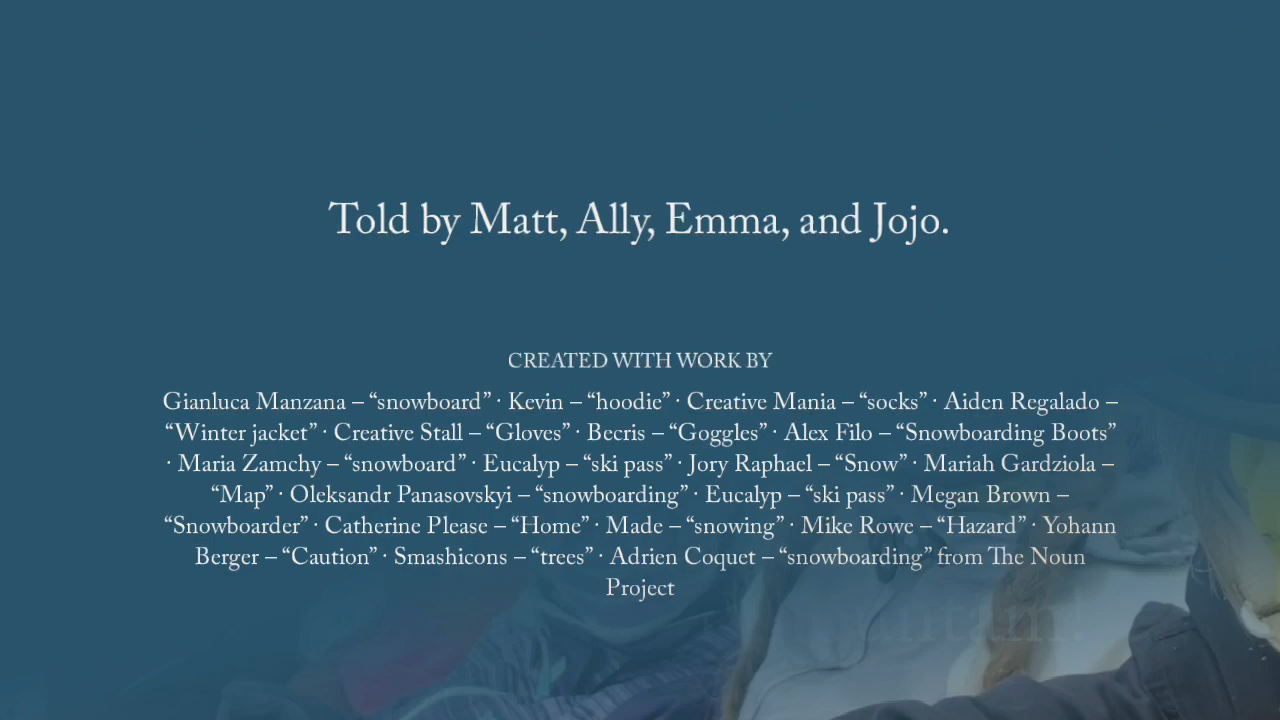 Told by Matt, Ally, Emma, and Jojo.
CREATED WITH WORK BY
Gianluca Manzana – “snowboard” · Kevin – “hoodie” · Creative Mania – “socks” · Aiden Regalado –
“Winter jacket” · Creative Stall – “Gloves” · Becris – “Goggles” · Alex Filo – “Snowboarding Boots”
· Maria Zamchy – “snowboard” · Eucalyp – “ski pass” · Jory Raphael – “Snow” · Mariah Gardziola –
“Map” · Oleksandr Panasovskyi – “snowboarding” · Eucalyp – “ski pass” · Megan Brown –
“Snowboarder” · Catherine Please – “Home” · Made – “snowing” · Mike Rowe – “Hazard” · Yohann
Berger – “Caution” · Smashicons – “trees” · Adrien Coquet – “snowboarding” from The Noun
Project